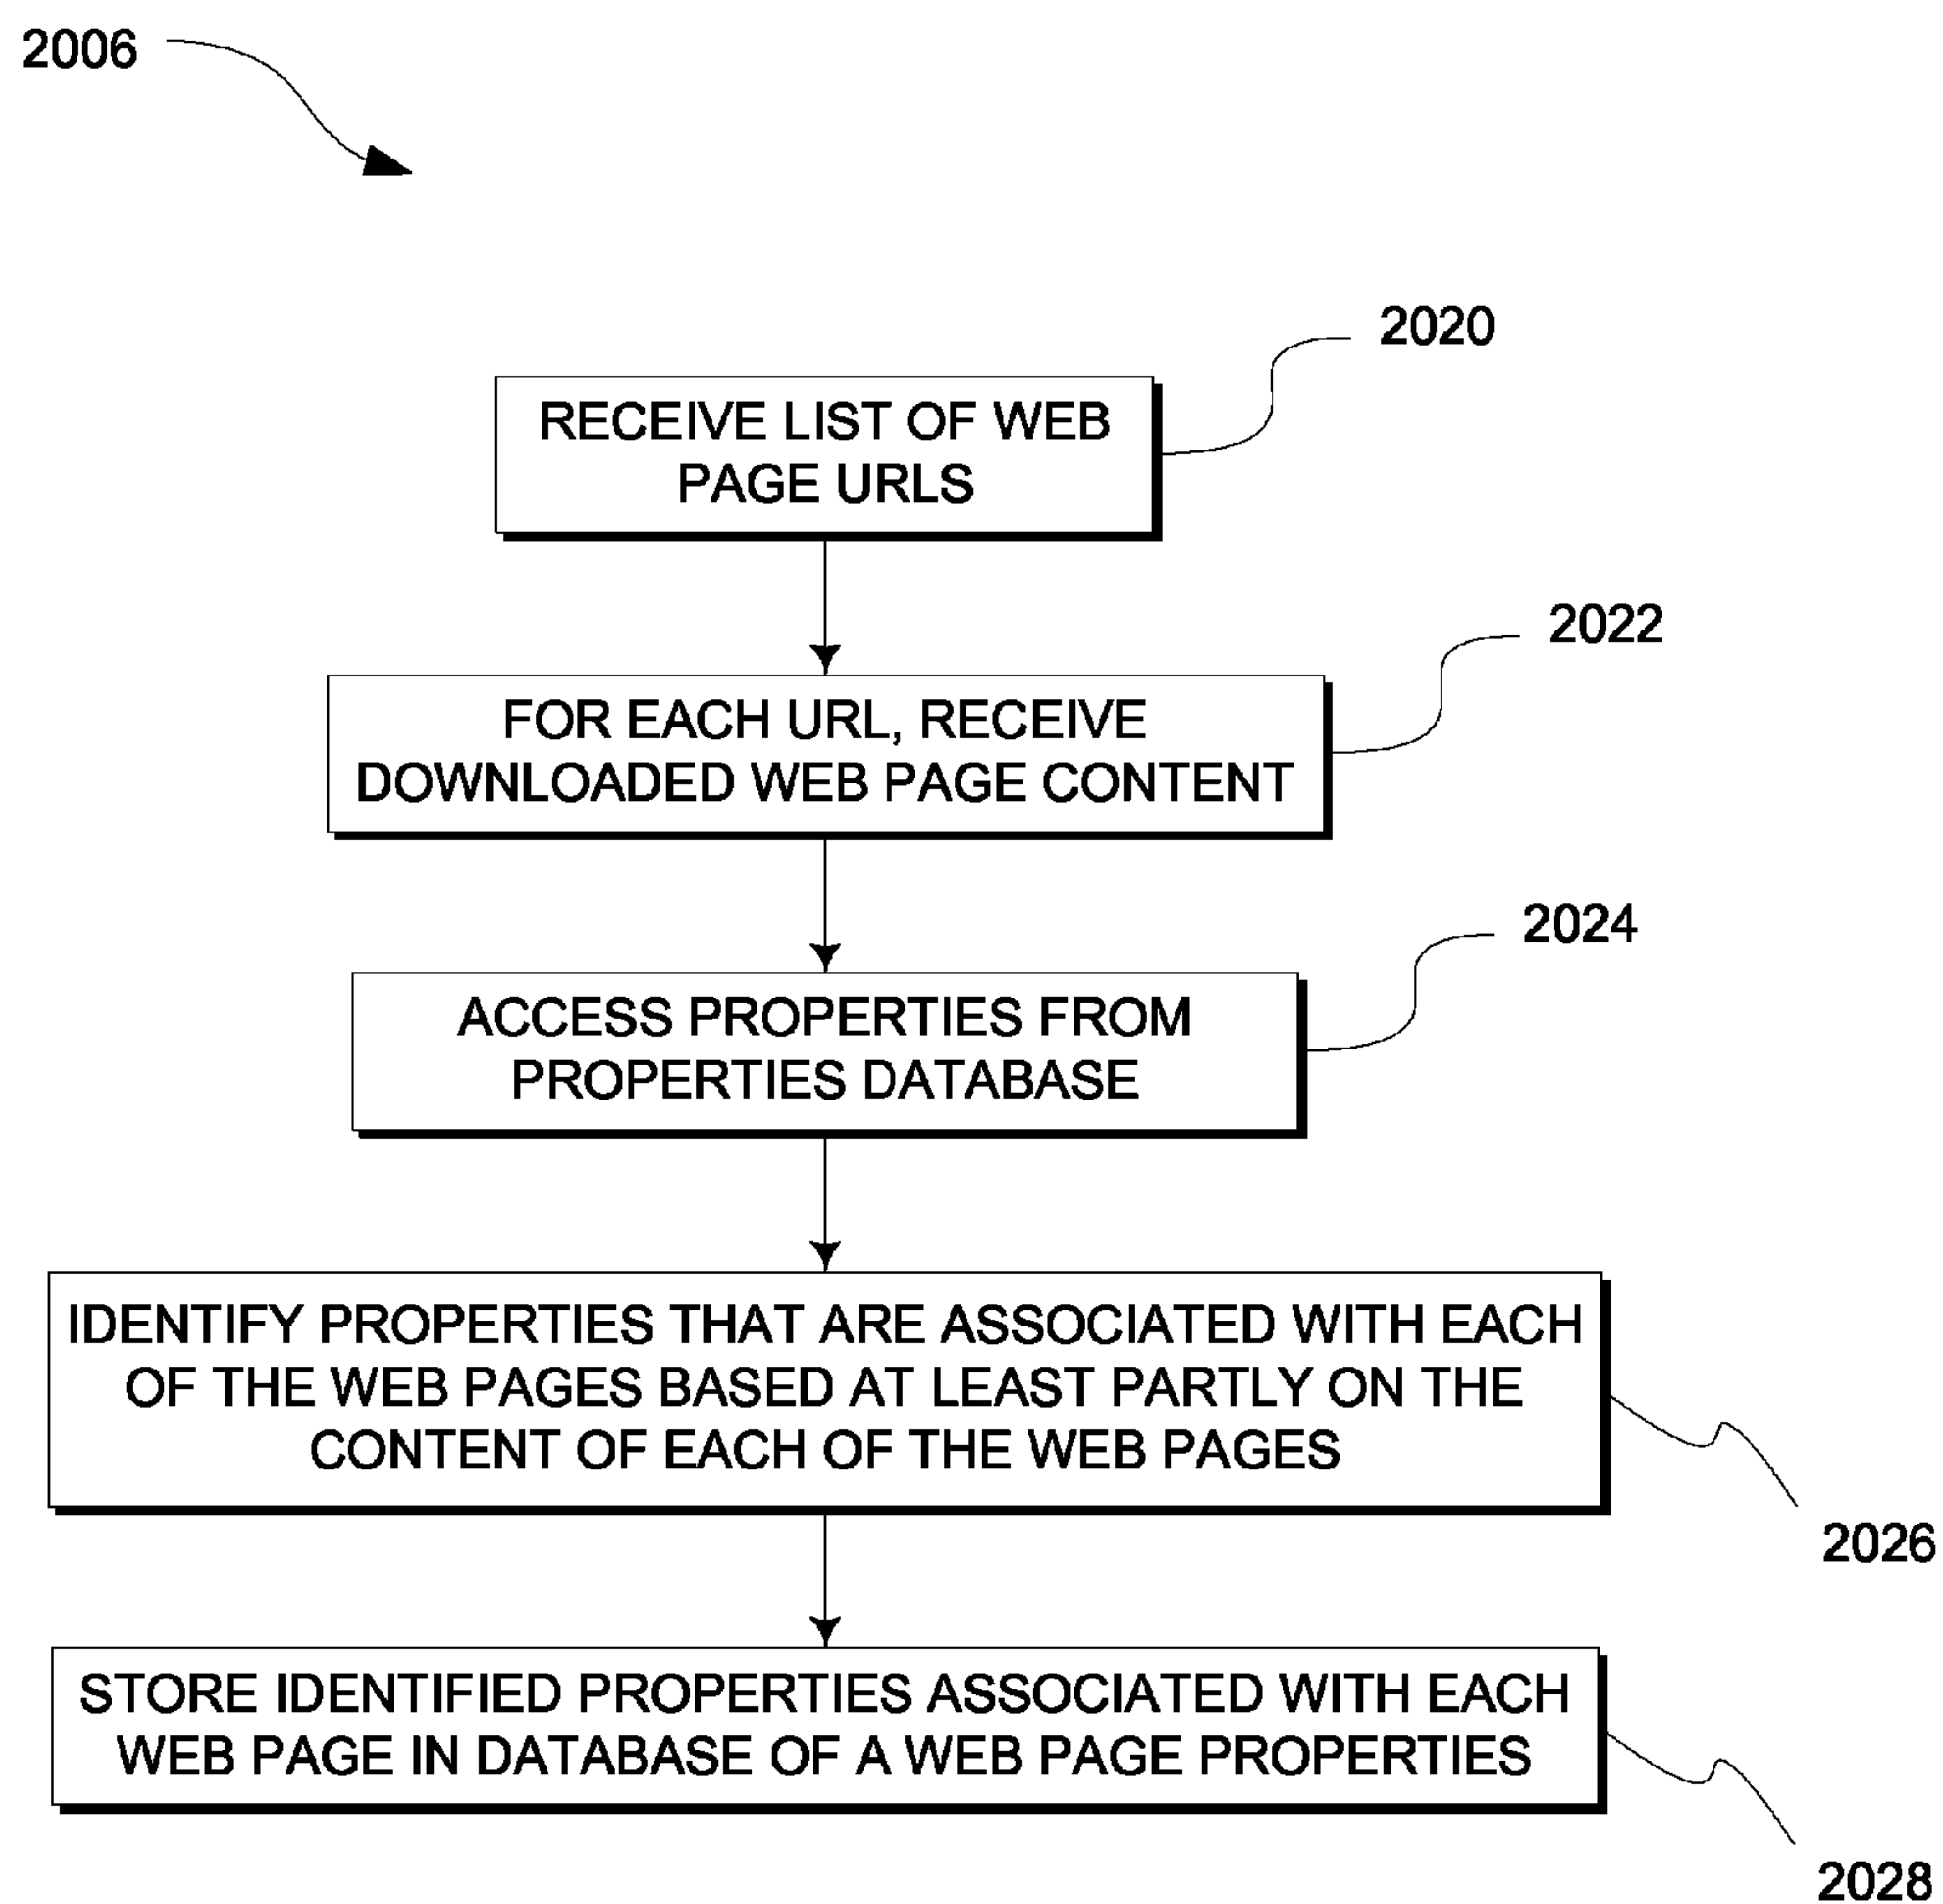 2006
2020
RECEIVE LIST OF WEB
PAGE URLS
2022
FOR EACH URL, RECEIVE
DOWNLOADED WEB PAGE CONTENT
2024
ACCESS PROPERTIES FROM
PROPERTIES DATABASE
IDENTIFY PROPERTIES THAT ARE ASSOCIATED WITH EACH
OF THE WEB PAGES BASED AT LEAST PARTLY ON THE
CONTENT OF EACH OF THE WEB PAGES
2026
STORE IDENTIFIED PROPERTIES ASSOCIATED WITH EACH
WEB PAGE IN DATABASE OF A WEB PAGE PROPERTIES
2028